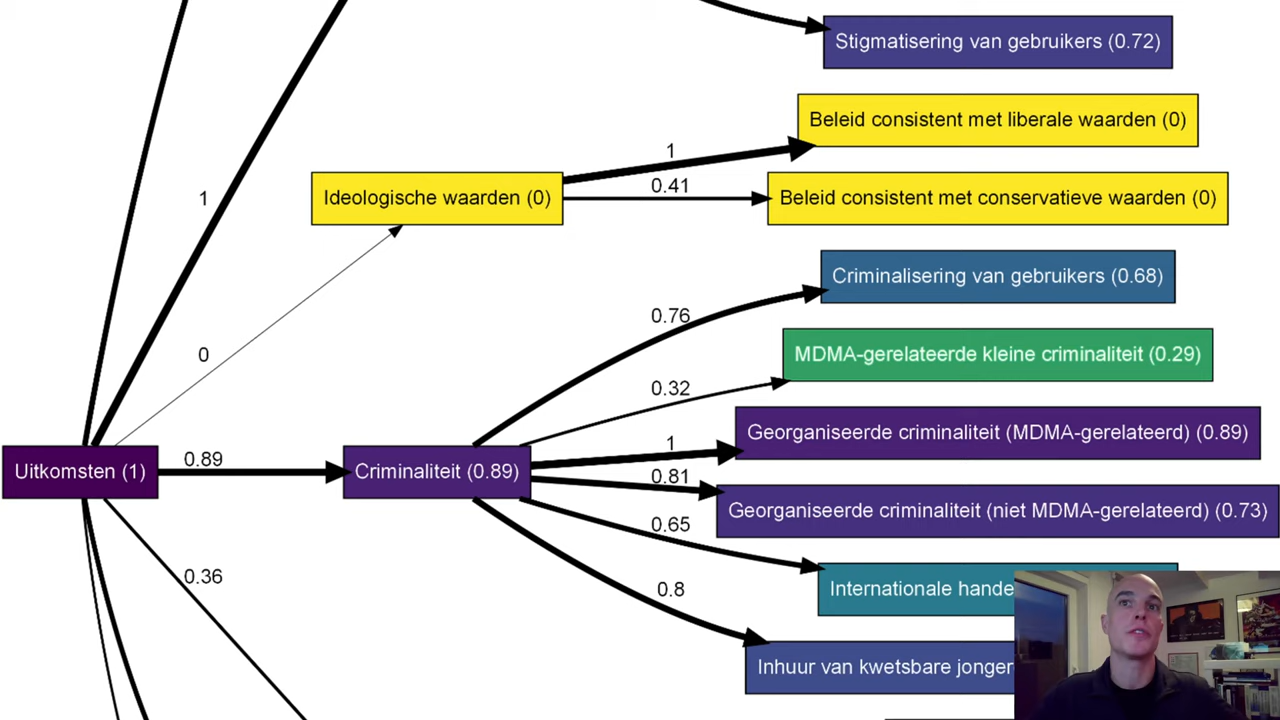 Stigmatisering van gebruikers (0.72)
Beleid consistent met liberale waarden (0)
1
0.41
Ideologische waarden (0)
Beleid consistent met conservatieve waarden (0)
1
Criminalisering van gebruikers (0.68)
0.76
0
MDMA-gerelateerde kleine criminaliteit (0.29)
0.32
Georganiseerde criminaliteit (MDMA-gerelateerd) (0.89)
1
Uitkomsten (1)
0.89
Criminaliteit (0.89)
0.81
Georganiseerde criminaliteit (niet MDMA-gerelateerd) (0.73)
0.65
0.36
Internationale hande
0.8
Inhuur van kwetsbare jonger